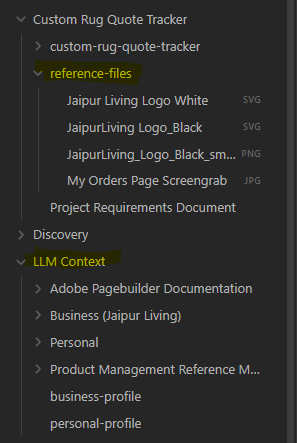 Custom Rug Quote Tracker
custom-rug-quote-tracker
reference-files
Jaipur Living Logo White SVG
JaipurLiving Logo_Black SVG
JaipurLiving_Logo_Black_sm... PNG
My Orders Page Screengrab JPG
Project Requirements Document
Discovery
LLM Context
Adobe Pagebuilder Documentation
Business (Jaipur Living)
Personal
Product Management Reference M...
business-profile
personal-profile